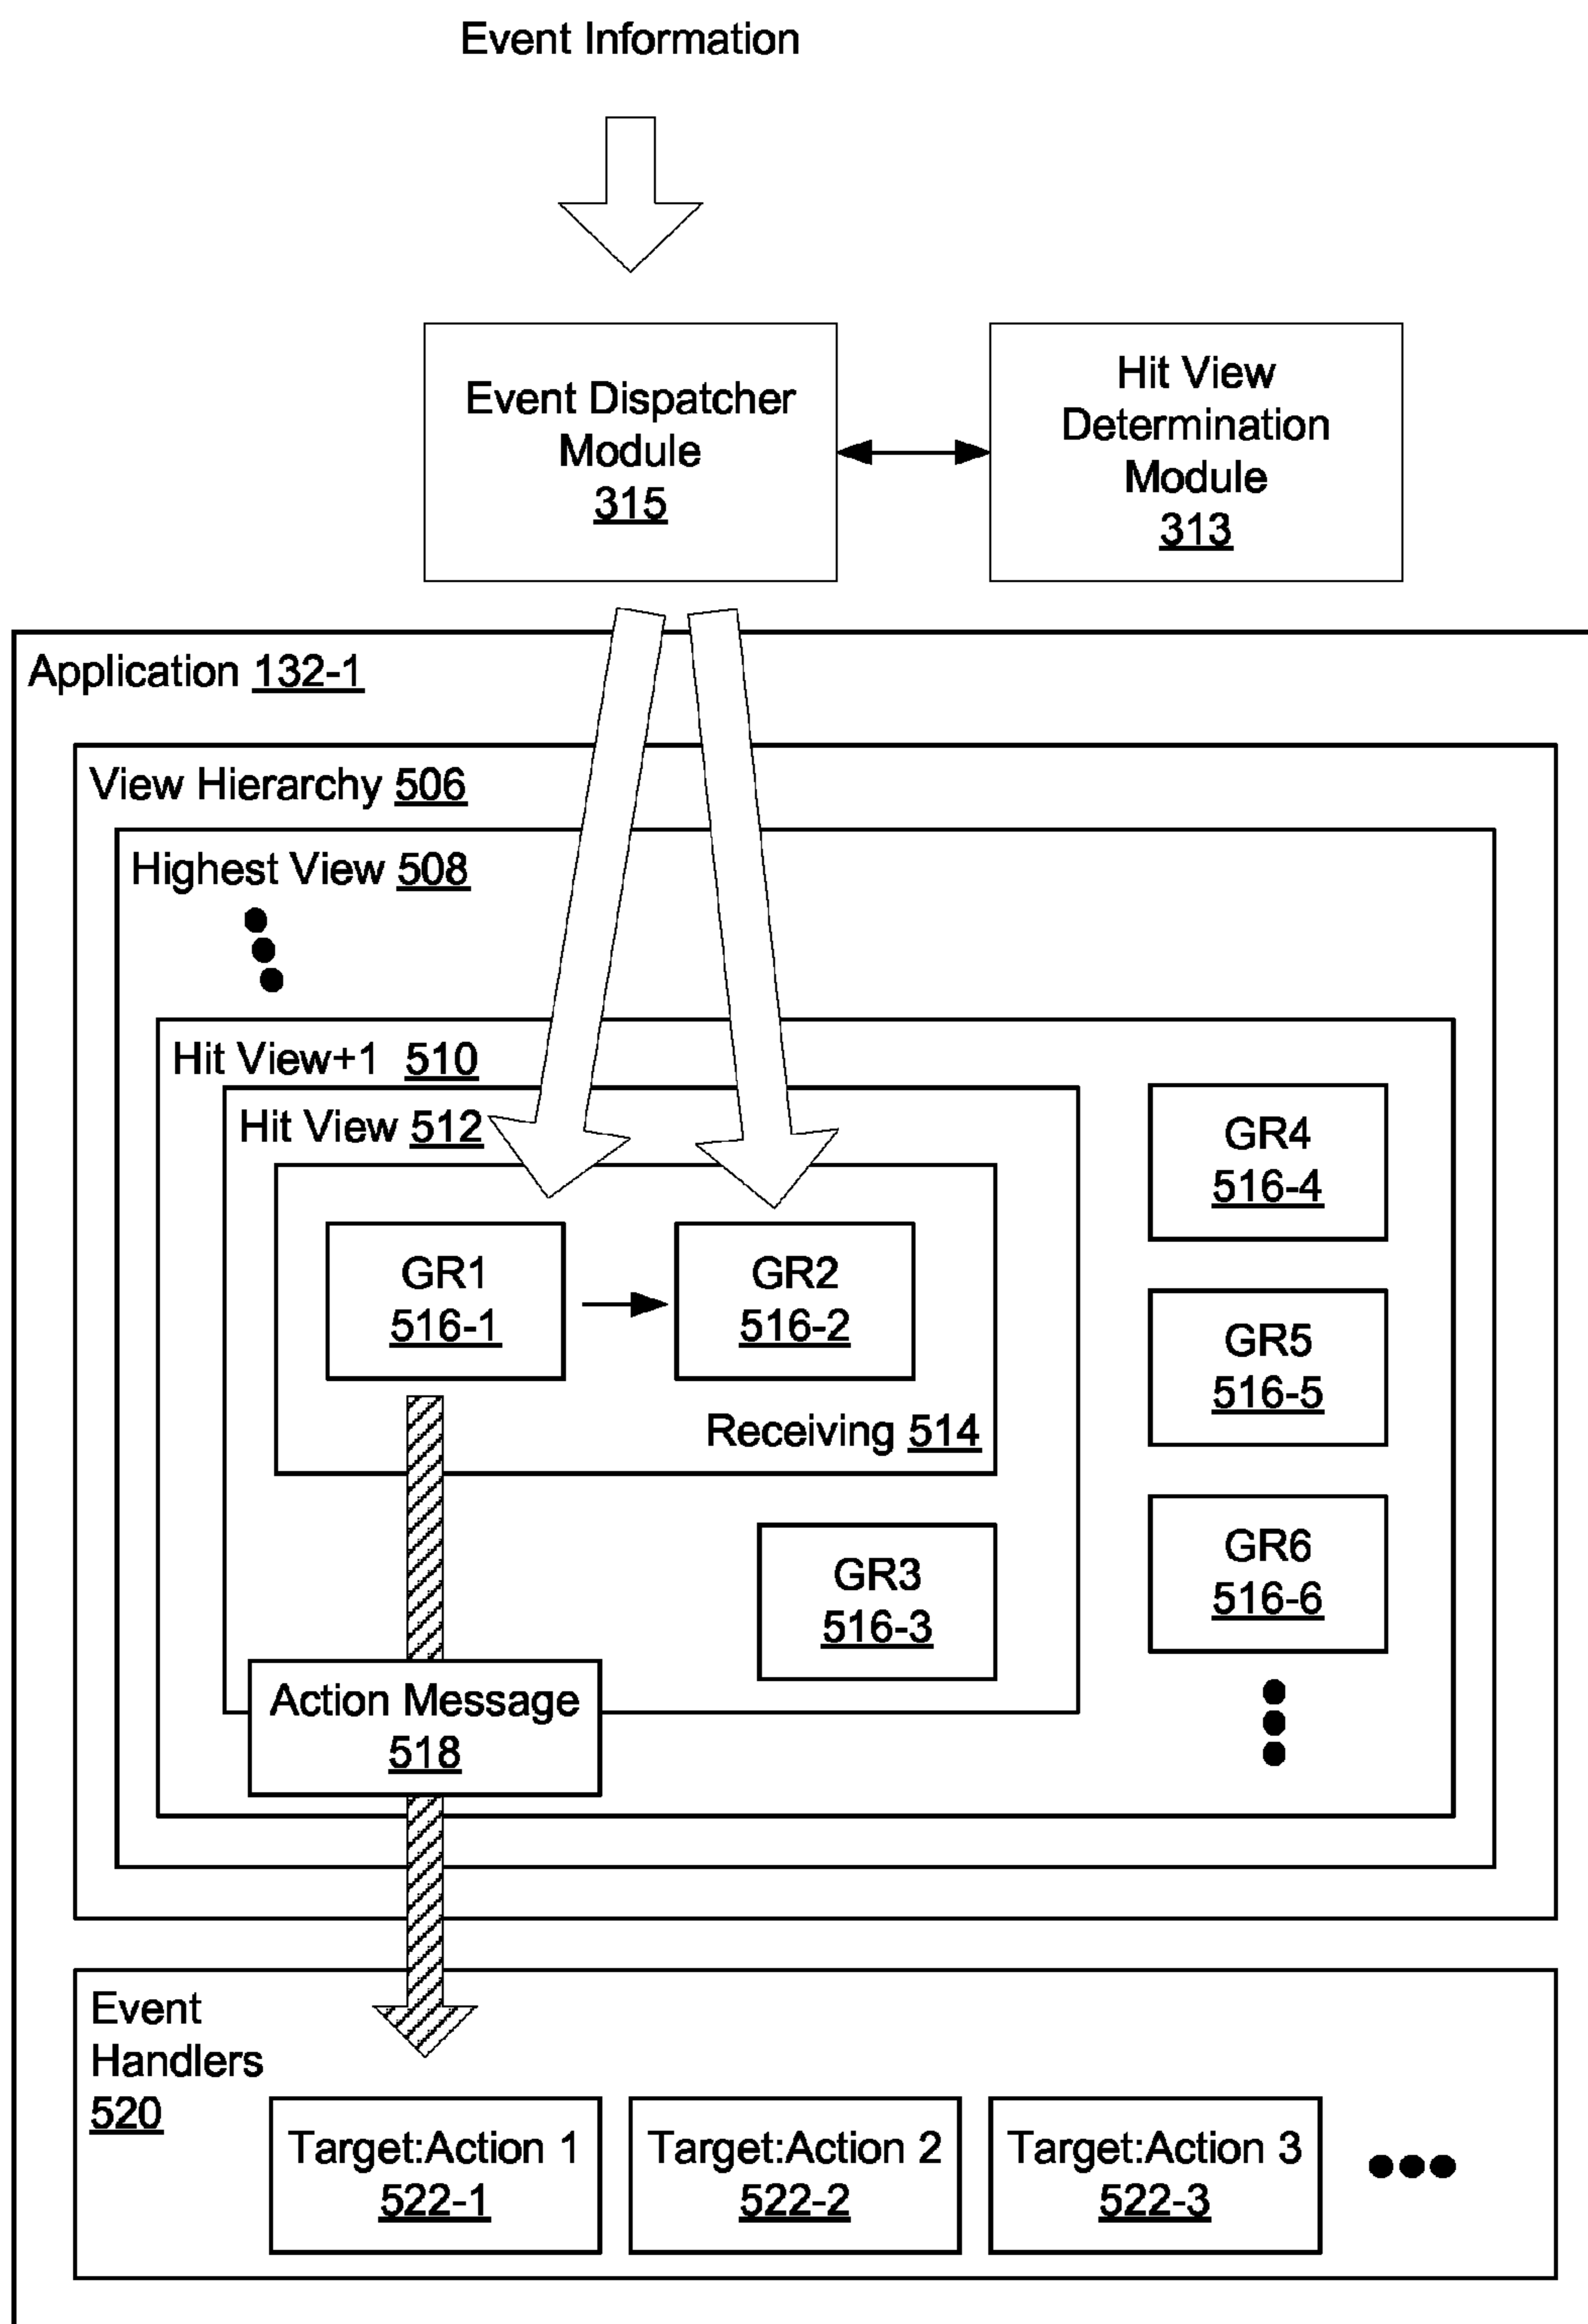 Event Information
Event Dispatcher
Module
315
Hit View
Determination
Module
313
Application 132-1
View Hierarchy 506
Highest View 508
Hit View+1 510
Hit View 512
GR1
516-1
GR2
516-2
Receiving 514
GR3
516-3
GR4
516-4
GR5
516-5
GR6
516-6
Action Message
518
Event
Handlers
520
Target:Action 1
522-1
Target:Action 2
522-2
Target:Action 3
522-3